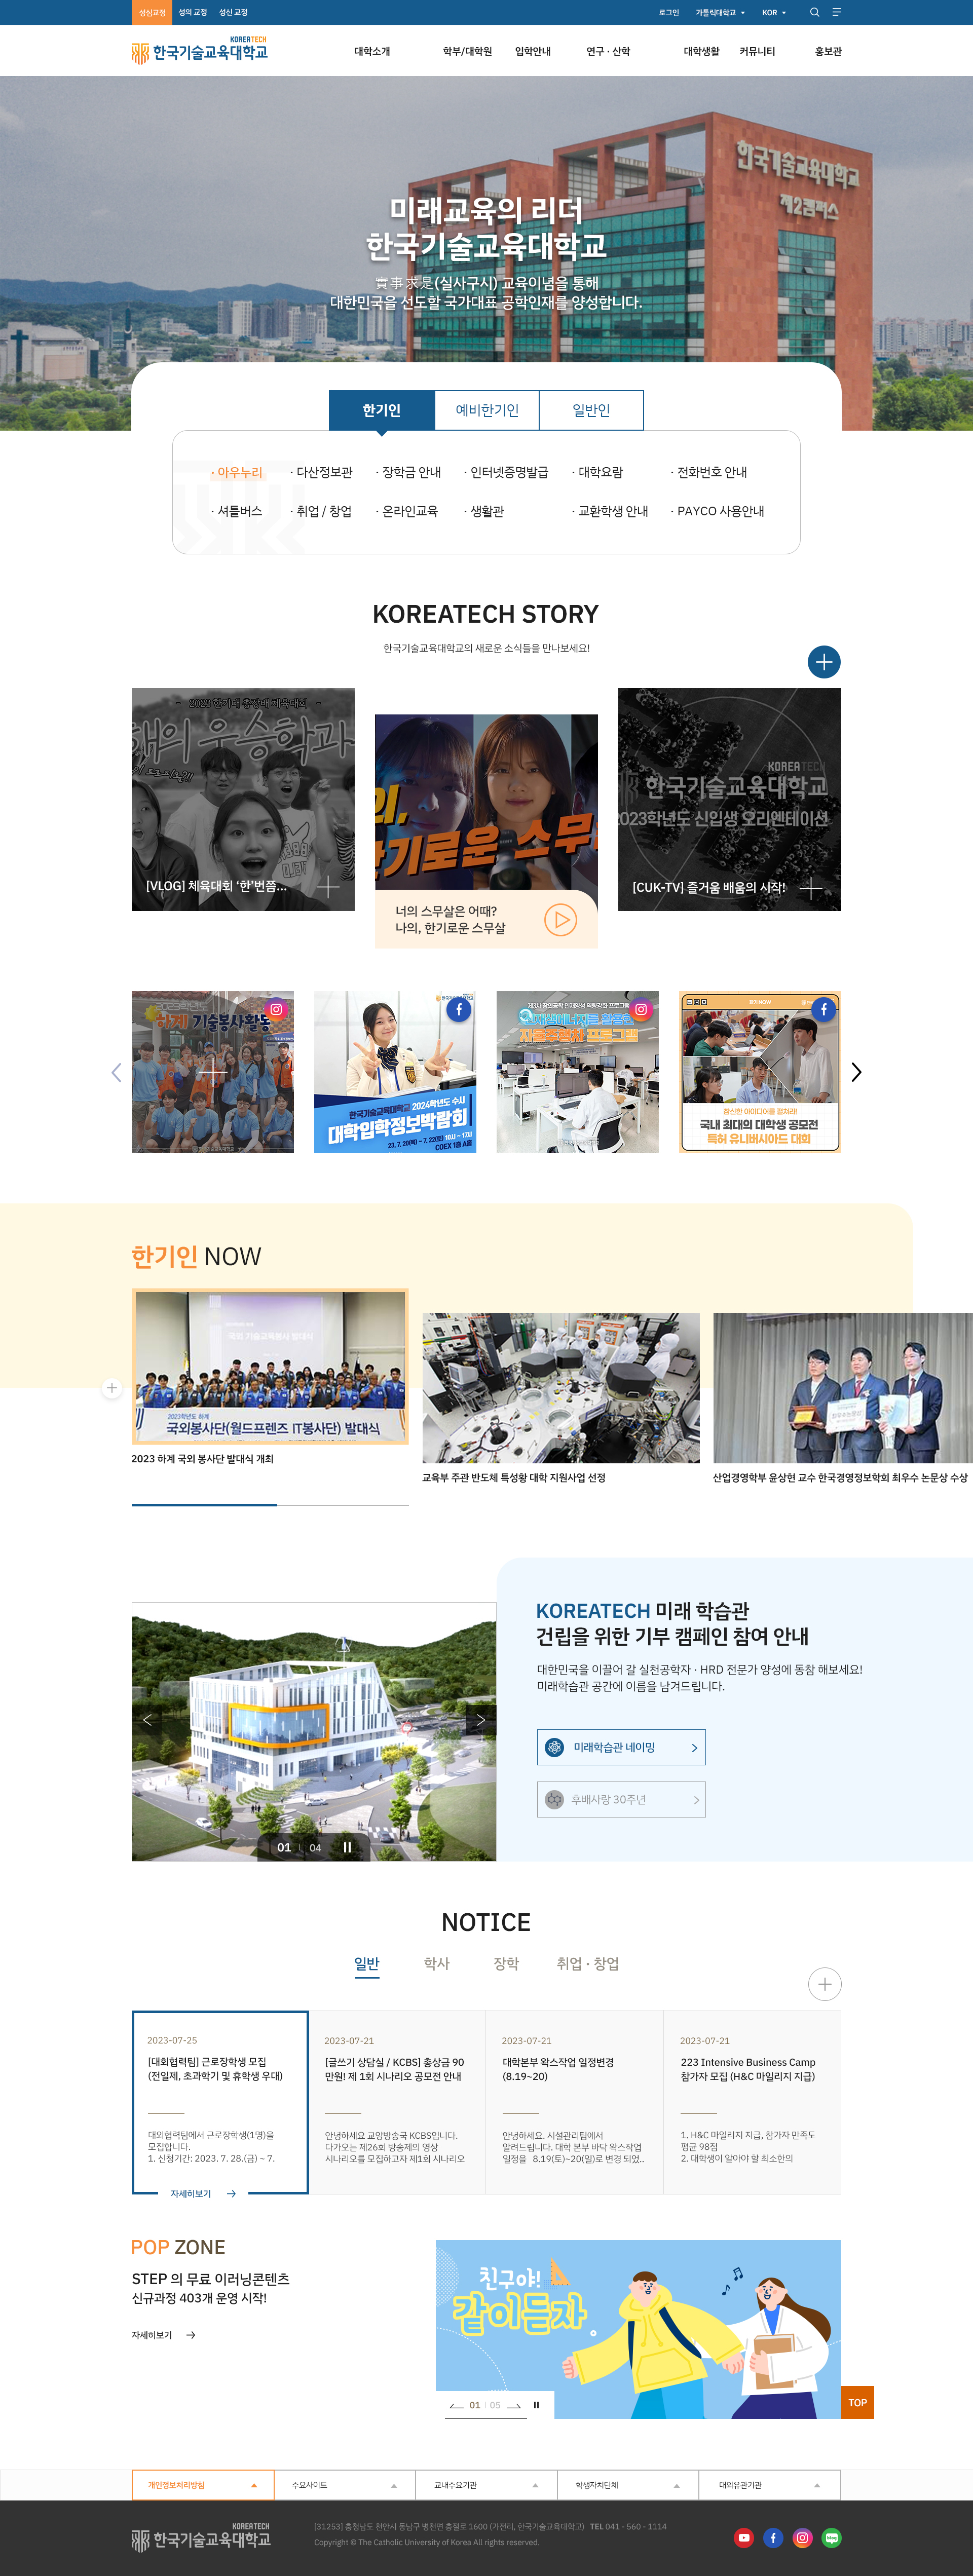 성심교정 성의 교정 성신 교정
로그인 가톨릭대학교 KOR
KOREATECH
한국기술교육대학교
대학소개 학부/대학원 입학안내 연구 · 산학 대학생활 커뮤니티 홍보관
한국기술교육대학교
제2캠퍼스
미래교육의 리더
한국기술교육대학교
實事求是(실사구시) 교육이념을 통해
대한민국을 선도할 국가대표 공학인재를 양성합니다.
한기인 예비한기인 일반인
· 아우누리 · 다산정보관 · 장학금 안내 · 인터넷증명발급 · 대학요람 · 전화번호 안내
· 셔틀버스 · 취업 / 창업 · 온라인교육 · 생활관 · 교환학생 안내 · PAYCO 사용안내
KOREATECH STORY
한국기술교육대학교의 새로운 소식들을 만나보세요!
해의 우승학과
[VLOG] 체육대회 ‘한’번쯤...
의,
한기로운 스무
너의 스무살은 어때?
나의, 한기로운 스무살
KOREATECH
한국기술교육대학교
2023학년도 신입생 오리엔테이션
[CUK-TV] 즐거움 배움의 시작!
하계 기술봉사활동
한국기술교육대학교 2024학년도 수시
대학입학정보박람회
23. 7. 20(목) ~ 7. 22(토) 10시 ~ 17시
COEX 1층 A홀
자율주행차 프로그램
참신한 아이디어를 펼쳐라!
국내 최대의 대학생 공모전
특허 유니버시아드 대회
한기인 NOW
국외 기술교육봉사 발대식
2023학년도 하계
국외봉사단(월드프렌즈 IT봉사단) 발대식
2023 하계 국외 봉사단 발대식 개최
교육부 주관 반도체 특성황 대학 지원사업 선정
산업경영학부 윤상현 교수 한국경영정보학회 최우수 논문상 수상
KOREATECH 미래 학습관
건립을 위한 기부 캠페인 참여 안내
대한민국을 이끌어 갈 실천공학자 · HRD 전문가 양성에 동참 해보세요!
미래학습관 공간에 이름을 남겨드립니다.
미래학습관 네이밍
후배사랑 30주년
01 04
NOTICE
일반 학사 장학 취업 · 창업
2023-07-25
[대회협력팀] 근로장학생 모집
(전일제, 초과학기 및 휴학생 우대)
대외협력팀에서 근로장학생(1명)을
모집합니다.
1. 신청기간: 2023. 7. 28.(금) ~ 7.
자세히보기
2023-07-21
[글쓰기 상담실 / KCBS] 총상금 90
만원! 제 1회 시나리오 공모전 안내
안녕하세요 교양방송국 KCBS입니다.
다가오는 제26회 방송제의 영상
시나리오를 모집하고자 제1회 시나리오
2023-07-21
대학본부 왁스작업 일정변경
(8.19~20)
안녕하세요. 시설관리팀에서
알려드립니다. 대학 본부 바닥 왁스작업
일정을 8.19(토)~20(일)로 변경 되었..
2023-07-21
223 Intensive Business Camp
참가자 모집 (H&C 마일리지 지급)
1. H&C 마일리지 지급, 참가자 만족도
평균 98점
2. 대학생이 알아야 할 최소한의
POP ZONE
STEP 의 무료 이러닝콘텐츠
신규과정 403개 운영 시작!
자세히보기
친구야!
같이듣자
01 05
TOP
개인정보처리방침 주요사이트 교내주요기관 학생자치단체 대외유관기관
KOREATECH
한국기술교육대학교
[31253] 충청남도 천안시 동남구 병천면 충절로 1600 (가전리, 한국기술교육대학교) TEL 041 - 560 - 1114
Copyright © The Catholic University of Korea All rights reserved.